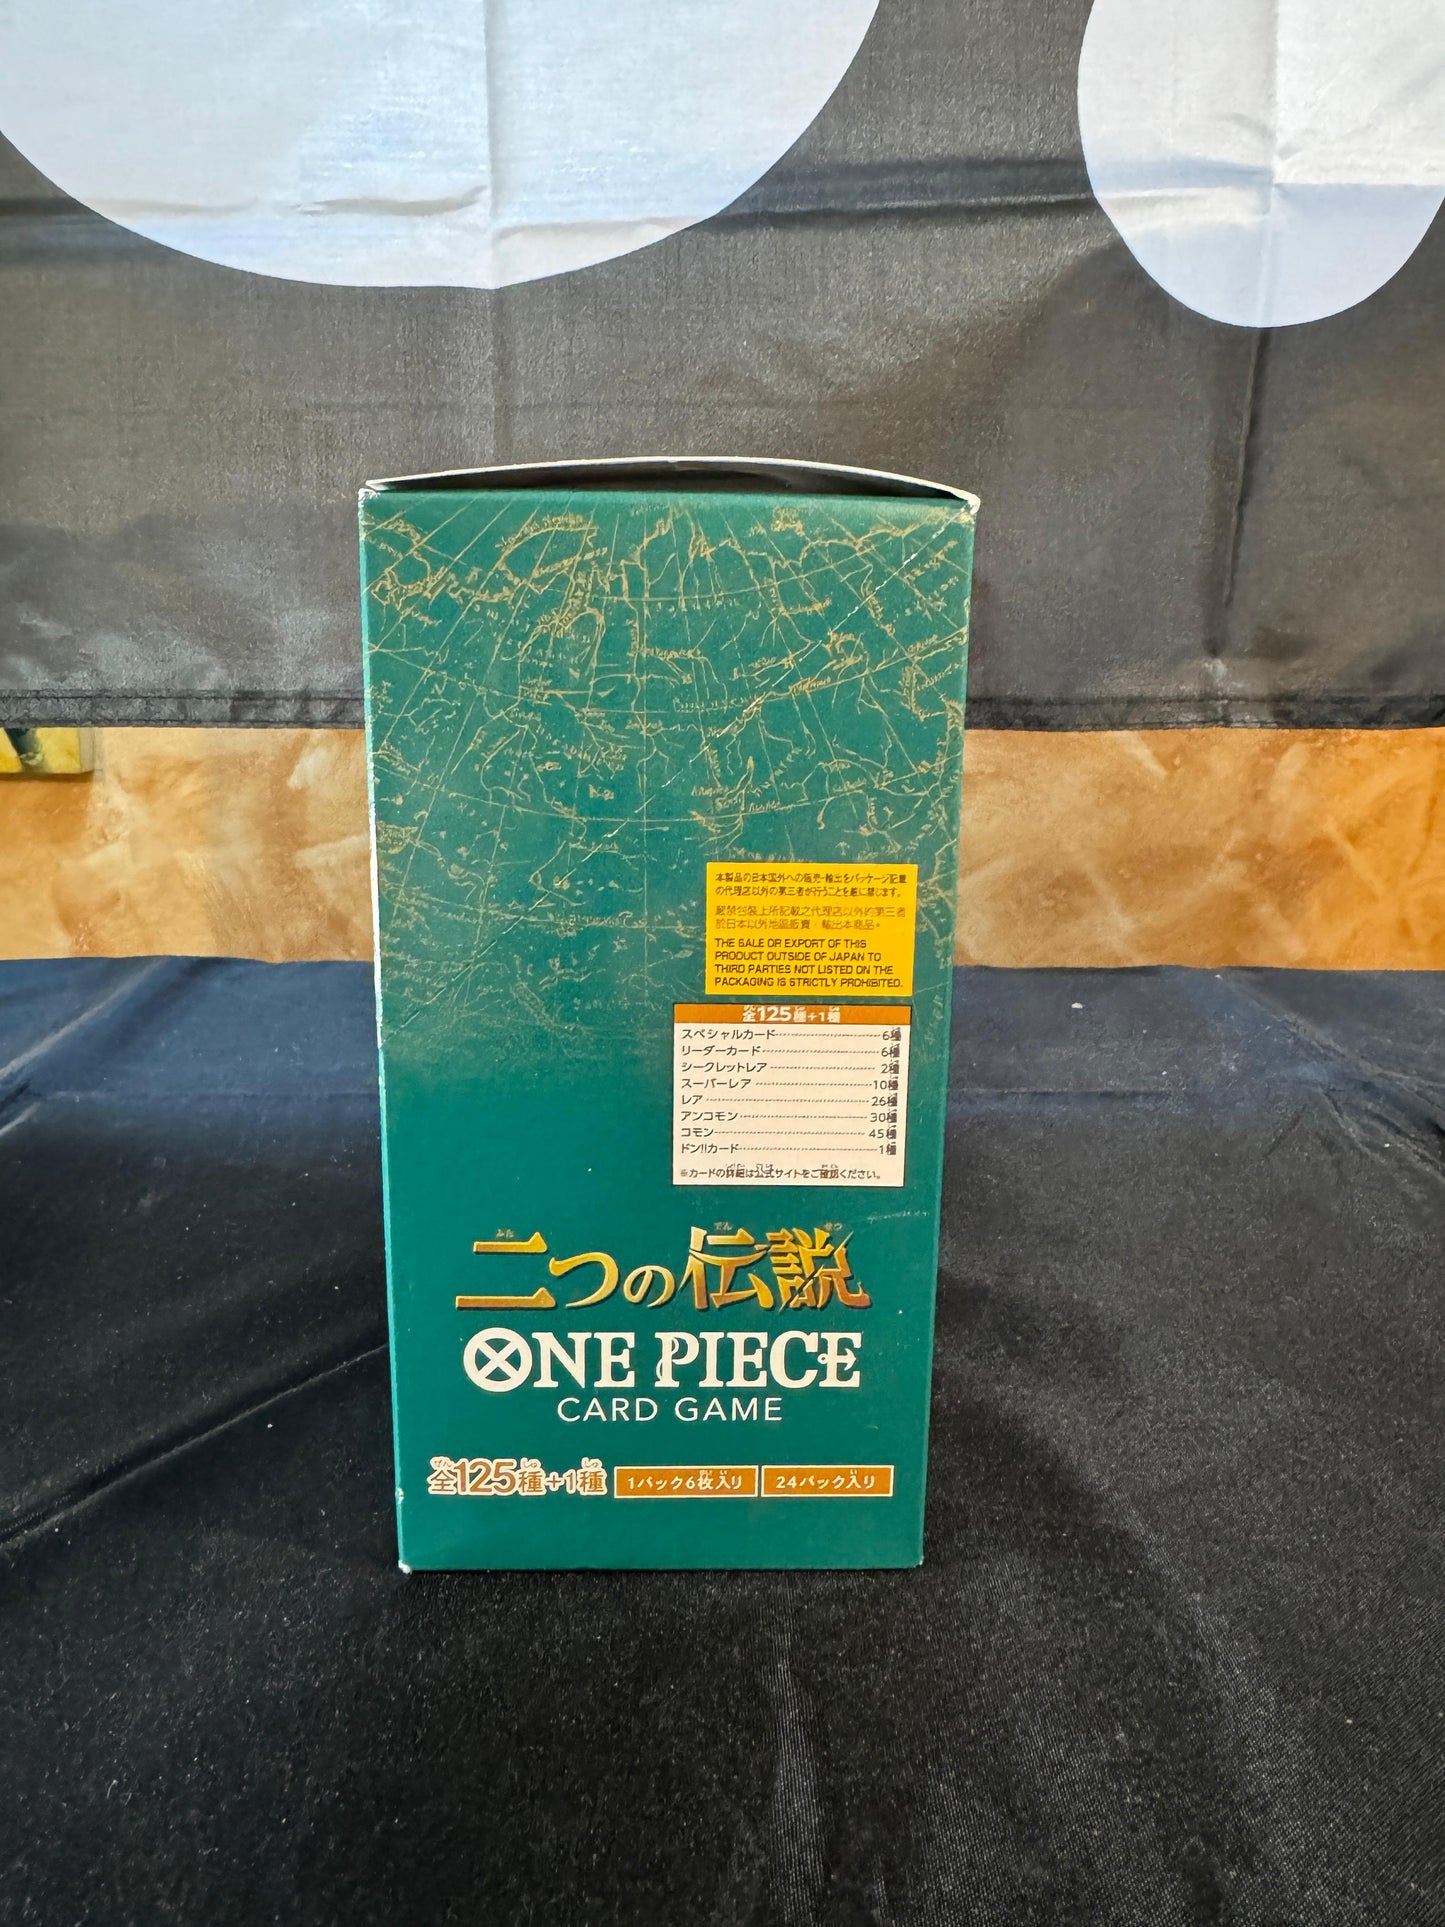 本製品の日本国外への販売・輸出をパッケージ記載
の代理店以外の第三者が行うことを厳に禁じます。
嚴禁包裝上所記載之代理店以外的第三者
於日本以外地區販賣・輸出本商品。
THE SALE OR EXPORT OF THIS
PRODUCT OUTSIDE OF JAPAN TO
THIRD PARTIES NOT LISTED ON THE
PACKAGING IS STRICTLY PROHIBITED.
全125種+1種
スペシャルカード 6種
リーダーカード 6種
シークレットレア 2種
スーパーレア 10種
レア 26種
アンコモン 30種
コモン 45種
ドン!!カード 1種
※カードの詳細は公式サイトをご確認ください。
二つの伝説
ONE PIECE
CARD GAME
全125種+1種 1パック6枚入り 24パック入り